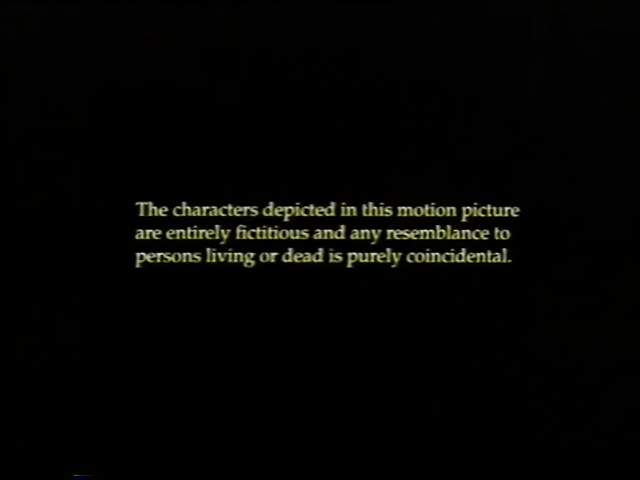 The characters depicted in this motion picture
are entirely fictitious and any resemblance to
persons living or dead is purely coincidental.